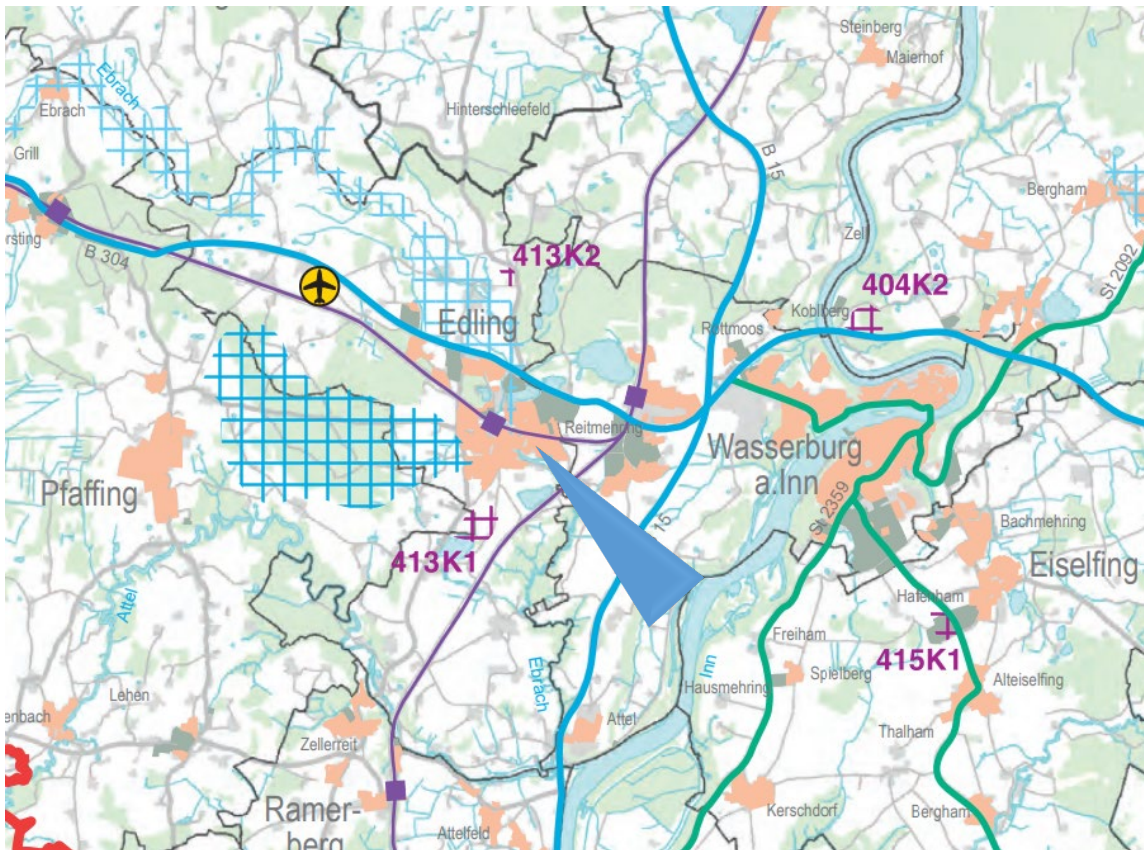 Steinberg
Maierhof
Ebrach
Ebrach
Hinterschleefeld
Grill
B 15
Bergham
Zell
orsting
B 304
413K2
St 2092
404K2
Koblberg
Edling
Rottmoos
Reitmehring
Wasserburg
a.Inn
Pfaffing
St 2359
15
Bachmehring
413K1
Eiselfing
Attel
Hafenham
Freiham
415K1
Ebrach
Inn
Hausmehring
Spielberg
Alteiselfing
Lehen
enbach
Attel
Thalham
Zellerreit
Ramer-
berg
Kerschdorf
Bergham
Attelfeld